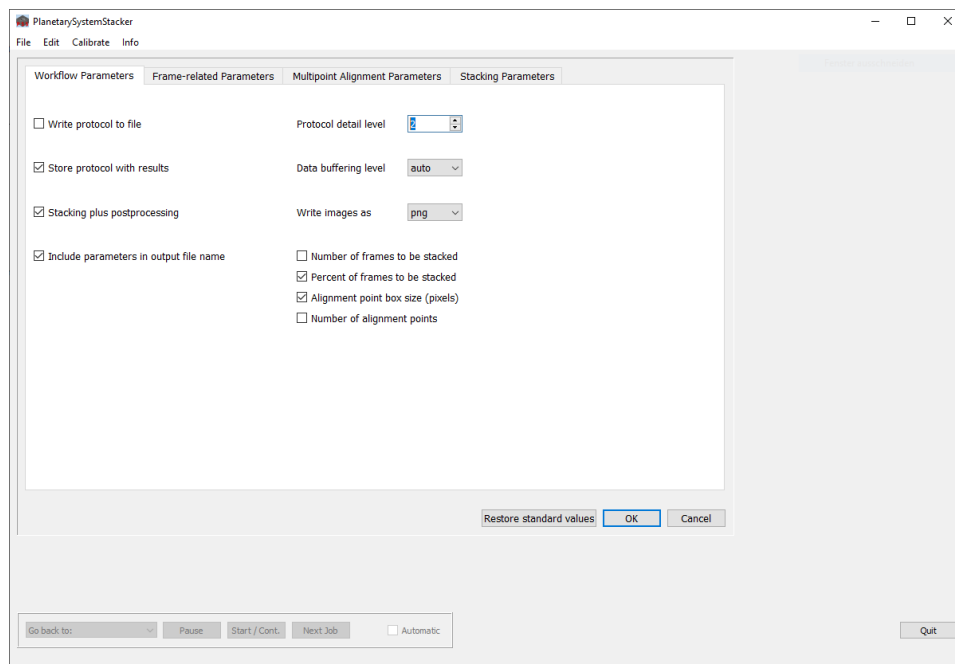 PlanetarySystemStacker
File Edit Calibrate Info
Workflow Parameters Frame-related Parameters Multipoint Alignment Parameters Stacking Parameters
Write protocol to file Protocol detail level 2
Store protocol with results Data buffering level auto
Stacking plus postprocessing Write images as png
Include parameters in output file name Number of frames to be stacked
Percent of frames to be stacked
Alignment point box size (pixels)
Number of alignment points
Restore standard values OK Cancel
Go back to: Pause Start / Cont. Next Job Automatic Quit